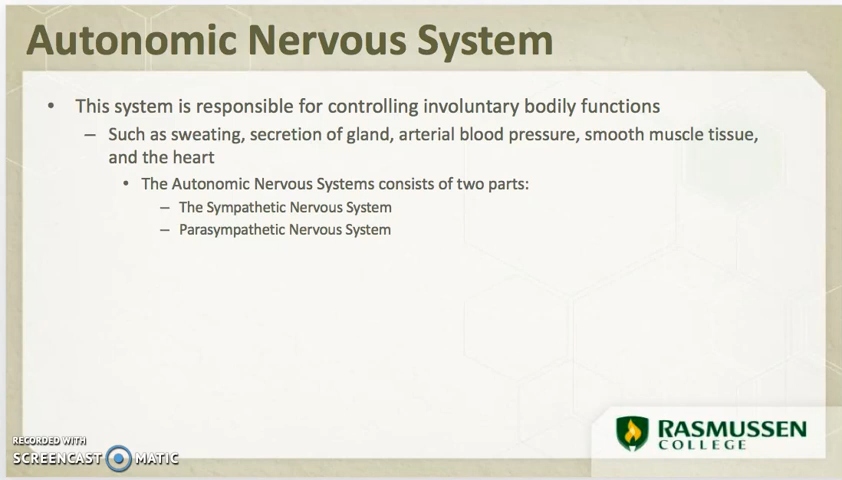 Autonomic Nervous System
• This system is responsible for controlling involuntary bodily functions
– Such as sweating, secretion of gland, arterial blood pressure, smooth muscle tissue,
and the heart
• The Autonomic Nervous Systems consists of two parts:
– The Sympathetic Nervous System
– Parasympathetic Nervous System
RECORDED WITH
SCREENCAST MATIC
RASMUSSEN
COLLEGE